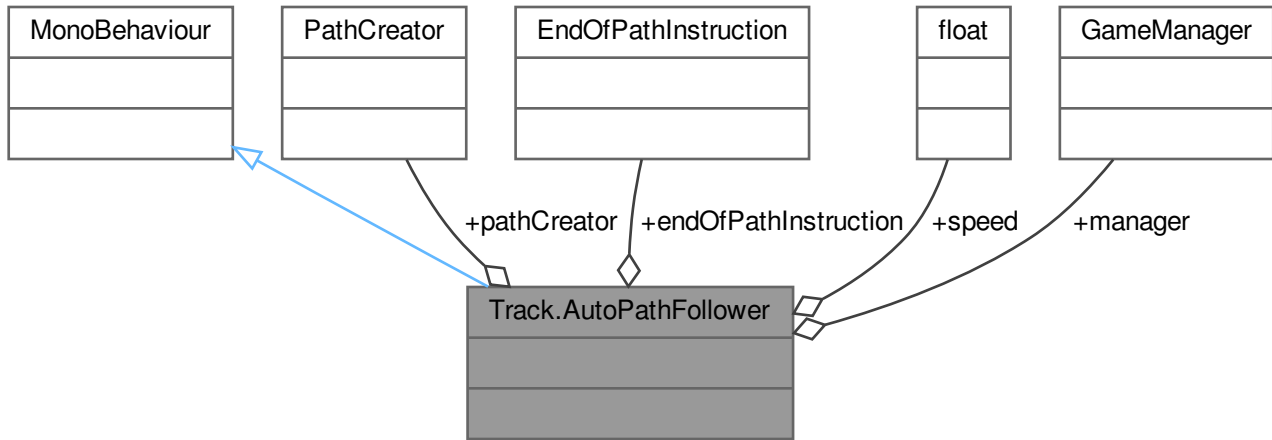 MonoBehaviour
PathCreator
EndOfPathInstruction
float
GameManager
+pathCreator
+endOfPathInstruction
+speed
+manager
Track.AutoPathFollower